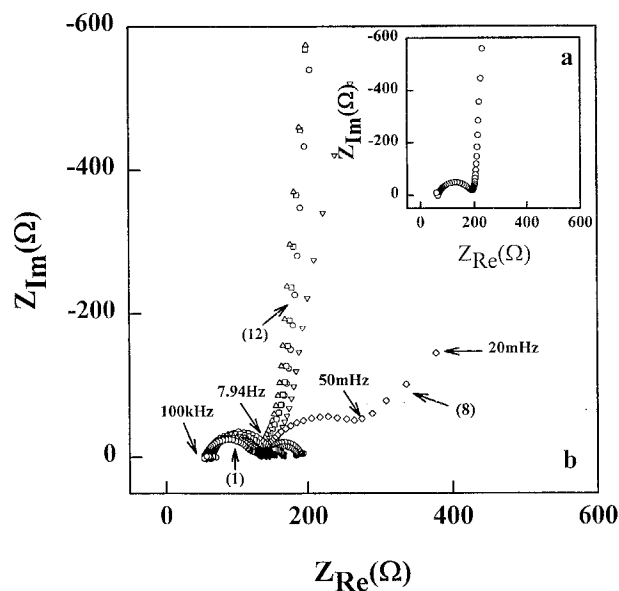 -600
-400
-200
0
Z_Im(Ω)
0 200 400 600
Z_Re(Ω)
100kHz
7.94Hz
50mHz
20mHz
(12)
(8)
(1)
b
a
-600
-400
-200
0
Z_Im(Ω)
0 200 400 600
Z_Re(Ω)